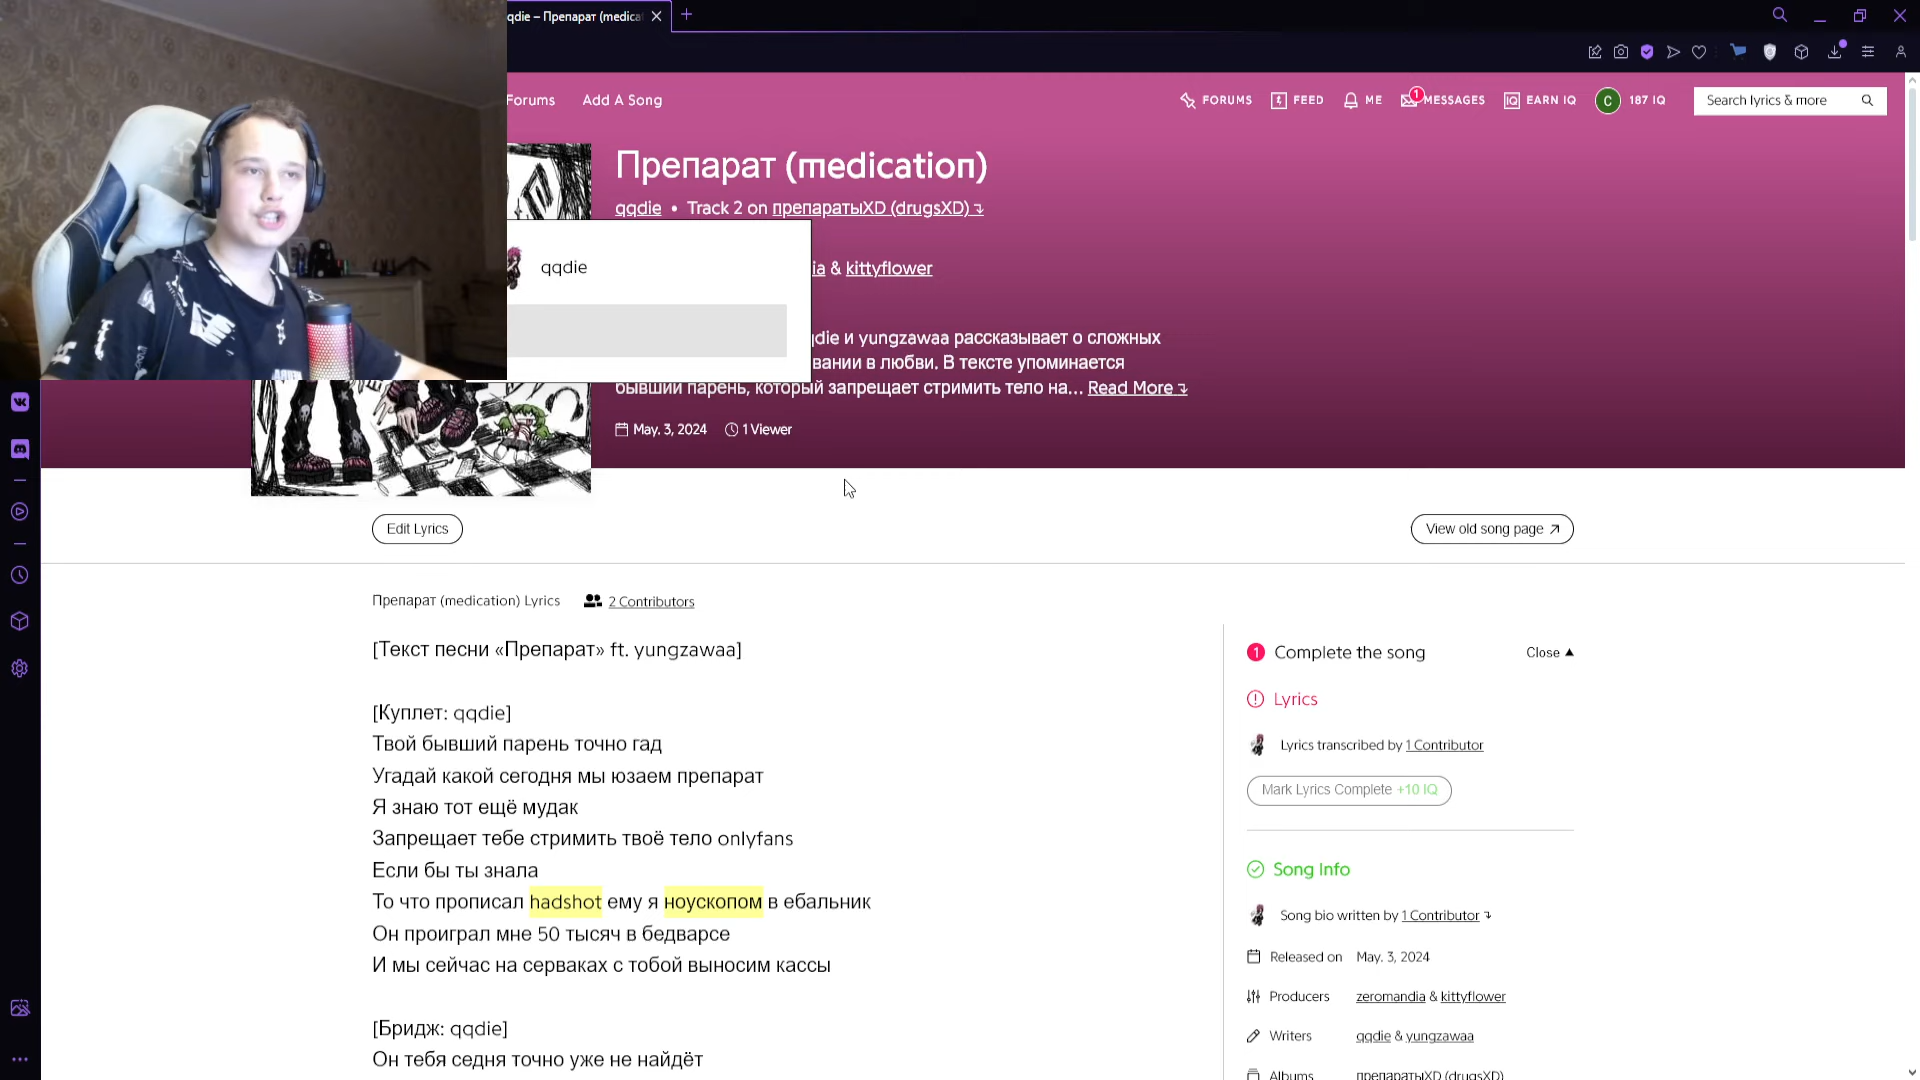 qdie – Препарат (medica
Forums
Add A Song
FORUMS
FEED
ME
1
MESSAGES
IQ
EARN IQ
C
187 IQ
Search lyrics & more
Препарат (medication)
qqdie • Track 2 on препаратыXD (drugsXD)
qqdie
ia & kittyflower
die и yungzawaa рассказывает о сложных
вании в любви. В тексте упоминается
бывший парень, который запрещает стримить тело на... Read More
May. 3, 2024
1 Viewer
Edit Lyrics
View old song page
Препарат (medication) Lyrics
2 Contributors
[Текст песни «Препарат» ft. yungzawaa]
[Куплет: qqdie]
Твой бывший парень точно гад
Угадай какой сегодня мы юзаем препарат
Я знаю тот ещё мудак
Запрещает тебе стримить твоё тело onlyfans
Если бы ты знала
То что прописал hadshot ему я ноускопом в ебальник
Он проиграл мне 50 тысяч в бедварсе
И мы сейчас на серваках с тобой выносим кассы
[Бридж: qqdie]
Он тебя седня точно уже не найдёт
1 Complete the song
Close
Lyrics
Lyrics transcribed by 1 Contributor
Mark Lyrics Complete +10 IQ
Song Info
Song bio written by 1 Contributor
Released on May. 3, 2024
Producers zeromandia & kittyflower
Writers qqdie & yungzawaa
Albums препаратыXD (drugsXD)